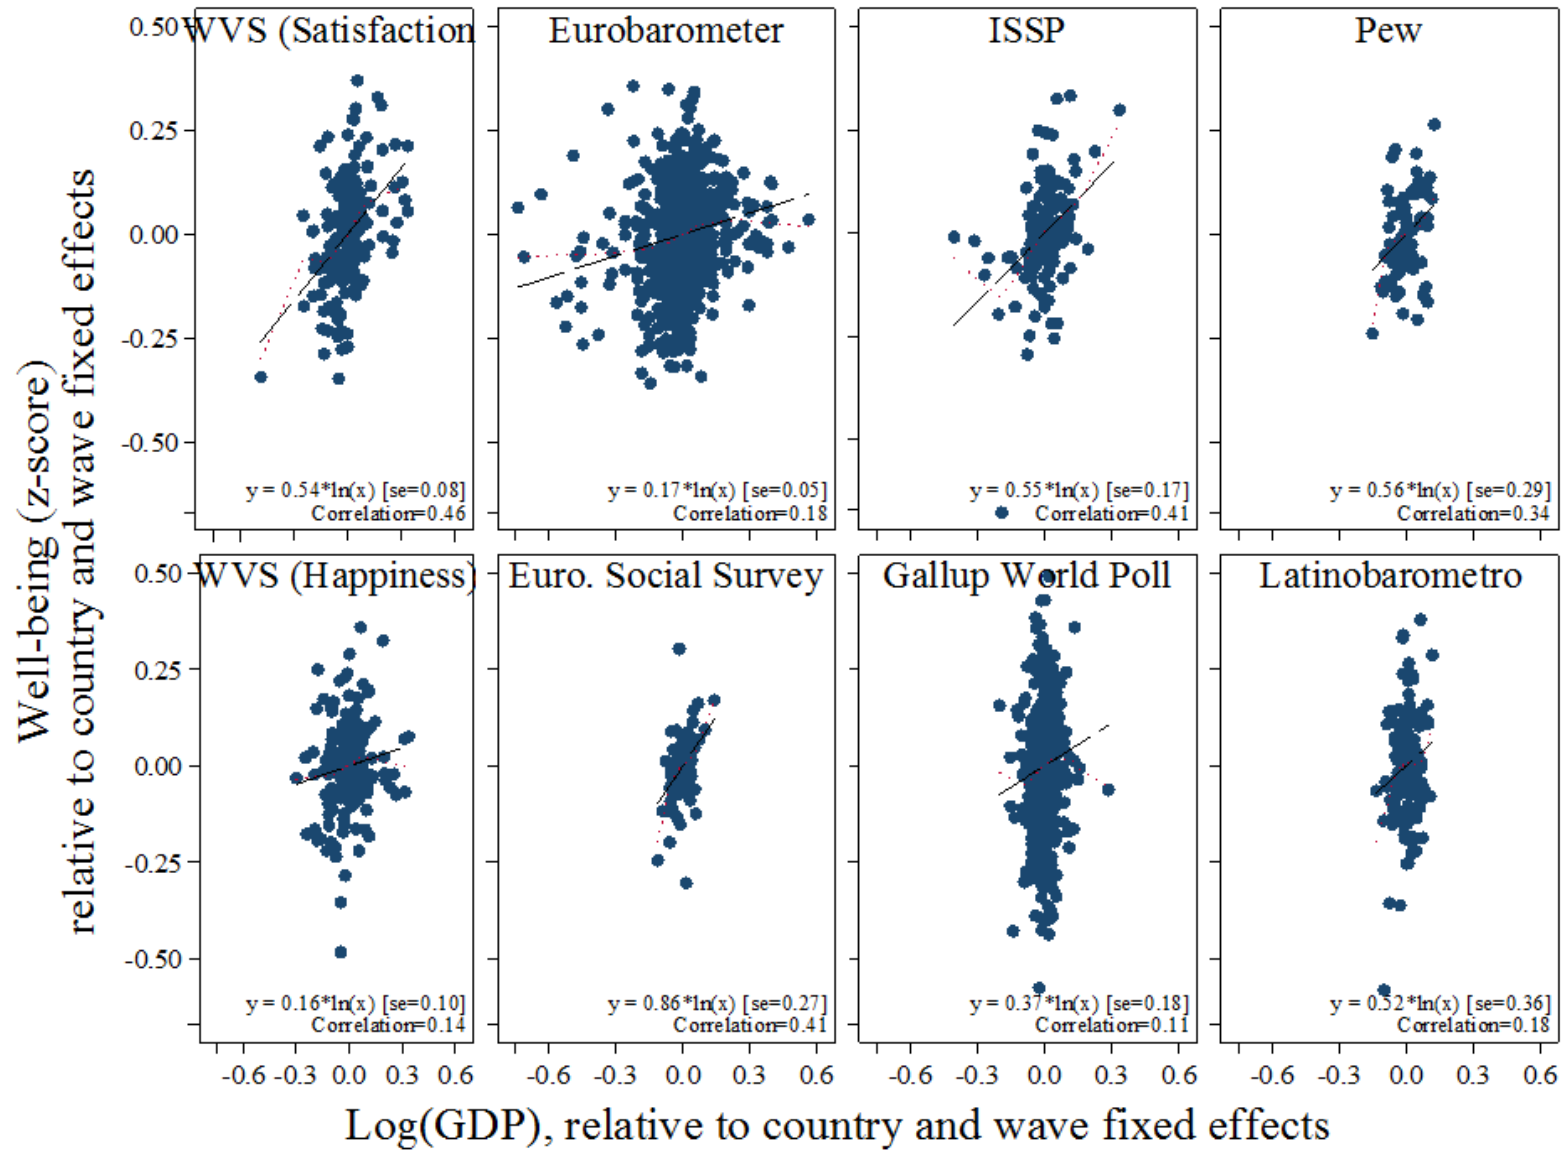 Well-being (z-score)
relative to country and wave fixed effects
0.50
0.25
0.00
-0.25
-0.50
WVS (Satisfaction
y = 0.54*ln(x) [se=0.08]
Correlation=0.46
Eurobarometer
y = 0.17*ln(x) [se=0.05]
Correlation=0.18
ISSP
y = 0.55*ln(x) [se=0.17]
Correlation=0.41
Pew
y = 0.56*ln(x) [se=0.29]
Correlation=0.34
0.50
0.25
0.00
-0.25
-0.50
WVS (Happiness)
y = 0.16*ln(x) [se=0.10]
Correlation=0.14
Euro. Social Survey
y = 0.86*ln(x) [se=0.27]
Correlation=0.41
Gallup World Poll
y = 0.37*ln(x) [se=0.18]
Correlation=0.11
Latinobarometro
y = 0.52*ln(x) [se=0.36]
Correlation=0.18
-0.6 -0.3 0.0 0.3 0.6
-0.6 -0.3 0.0 0.3 0.6
-0.6 -0.3 0.0 0.3 0.6
-0.6 -0.3 0.0 0.3 0.6
Log(GDP), relative to country and wave fixed effects